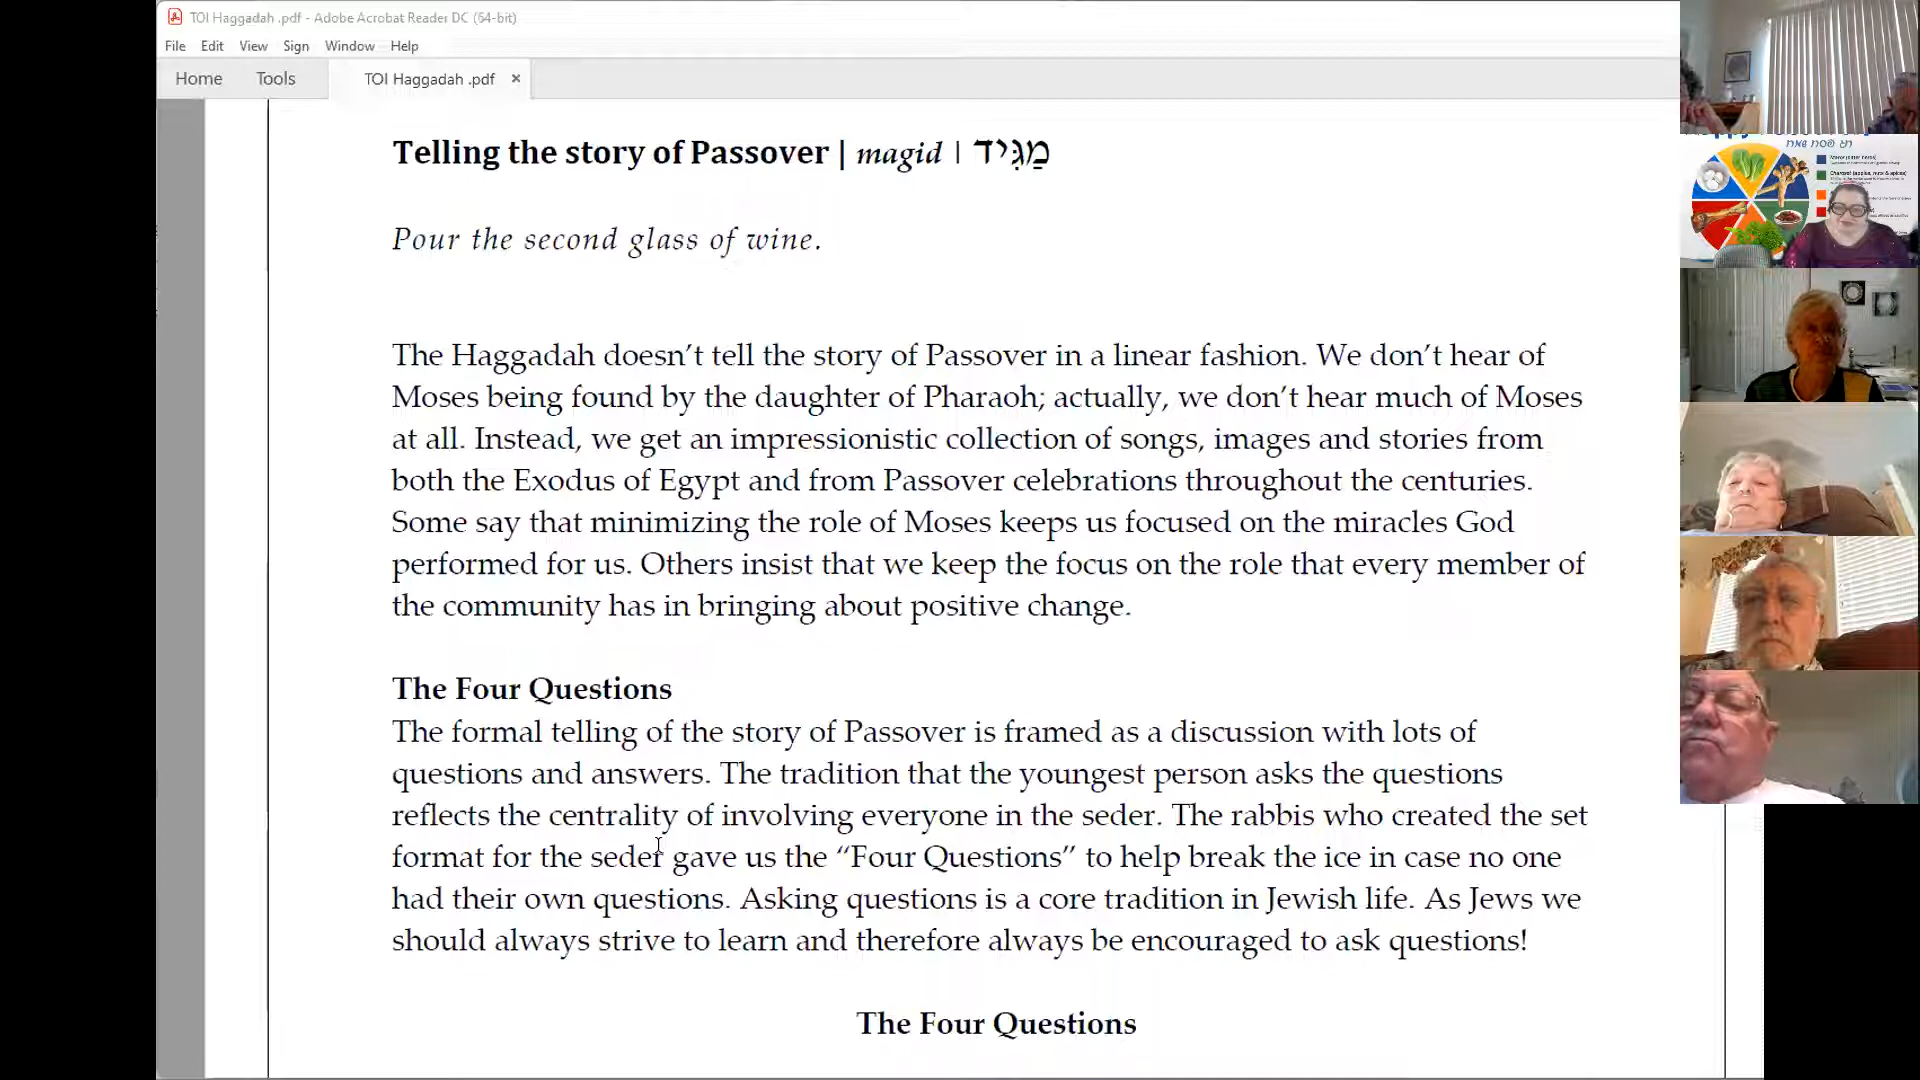 TOI Haggadah .pdf - Adobe Acrobat Reader DC (64-bit)
File Edit View Sign Window Help
Home Tools TOI Haggadah .pdf ×
Telling the story of Passover | magid | מַגִּיד
Pour the second glass of wine.
The Haggadah doesn’t tell the story of Passover in a linear fashion. We don’t hear of
Moses being found by the daughter of Pharaoh; actually, we don’t hear much of Moses
at all. Instead, we get an impressionistic collection of songs, images and stories from
both the Exodus of Egypt and from Passover celebrations throughout the centuries.
Some say that minimizing the role of Moses keeps us focused on the miracles God
performed for us. Others insist that we keep the focus on the role that every member of
the community has in bringing about positive change.
The Four Questions
The formal telling of the story of Passover is framed as a discussion with lots of
questions and answers. The tradition that the youngest person asks the questions
reflects the centrality of involving everyone in the seder. The rabbis who created the set
format for the seder gave us the “Four Questions” to help break the ice in case no one
had their own questions. Asking questions is a core tradition in Jewish life. As Jews we
should always strive to learn and therefore always be encouraged to ask questions!
The Four Questions